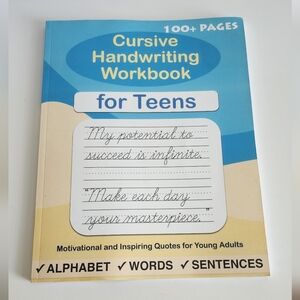 100+ PAGES
Cursive
Handwriting
Workbook
for Teens
My potential to
succeed is infinite.
"Make each day
your masterpiece."
Motivational and Inspiring Quotes for Young Adults
✓ ALPHABET ✓ WORDS ✓ SENTENCES